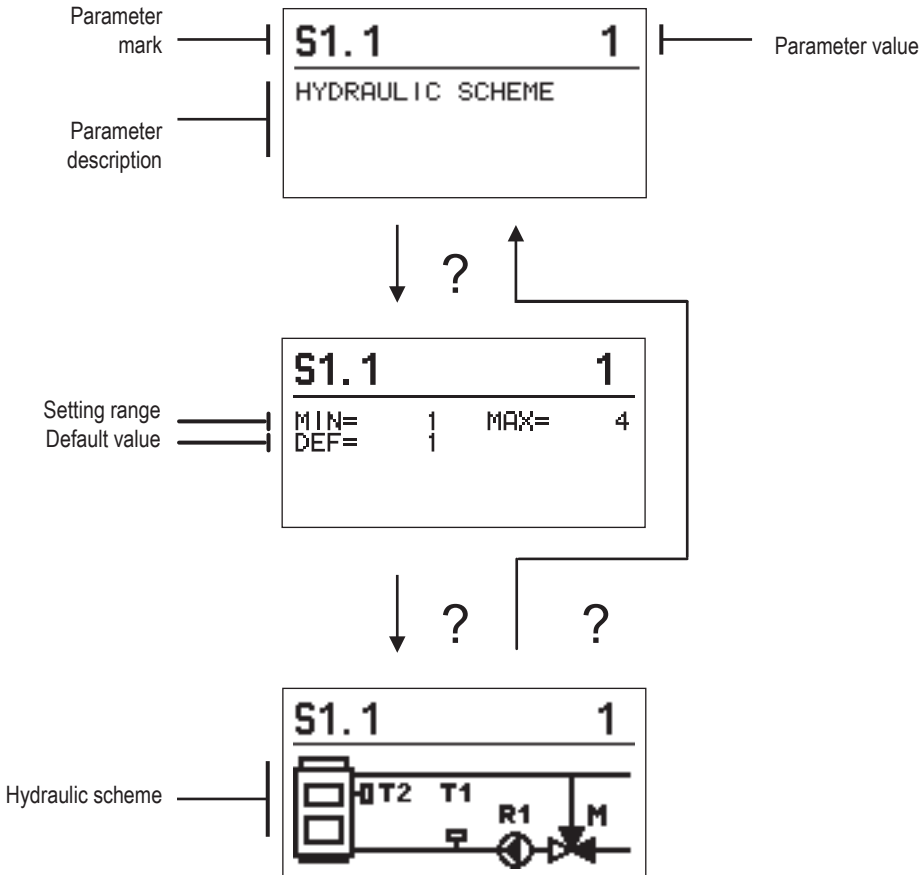 Parameter
mark
S1.1 1
Parameter value
HYDRAULIC SCHEME
Parameter
description
?
S1.1 1
Setting range
MIN= 1 MAX= 4
Default value
DEF= 1
? ?
S1.1 1
Hydraulic scheme
T2 T1
R1 M